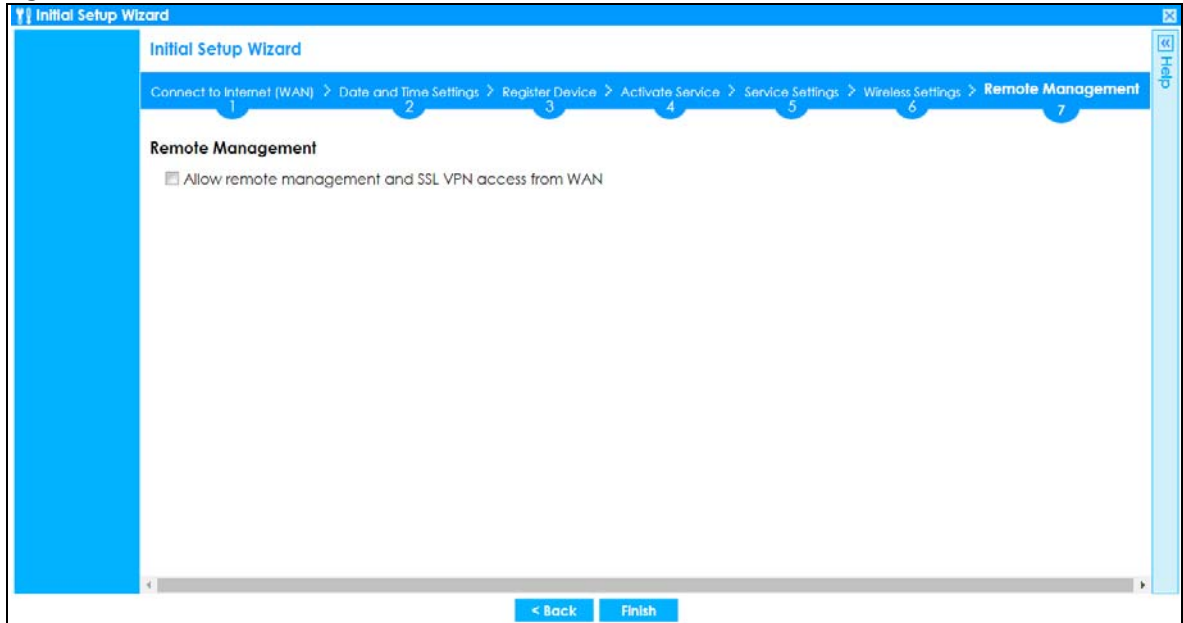 Initial Setup Wizard
Help
Initial Setup Wizard
Connect to Internet (WAN) > Date and Time Settings > Register Device > Activate Service > Service Settings > Wireless Settings > Remote Management
1 2 3 4 5 6 7
Remote Management
Allow remote management and SSL VPN access from WAN
< Back Finish